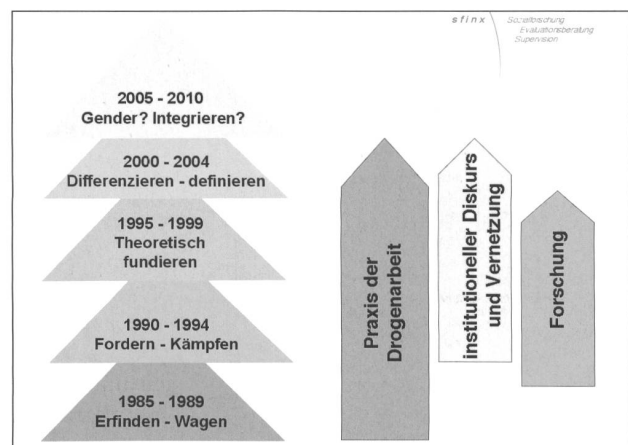 sfinx
Sozialforschung
Evaluationsberatung
Supervision
2005 - 2010
Gender? Integrieren?
2000 - 2004
Differenzieren - definieren
1995 - 1999
Theoretisch
fundieren
1990 - 1994
Fordern - Kämpfen
1985 - 1989
Erfinden - Wagen
Praxis der
Drogenarbeit
institutioneller Diskurs
und Vernetzung
Forschung